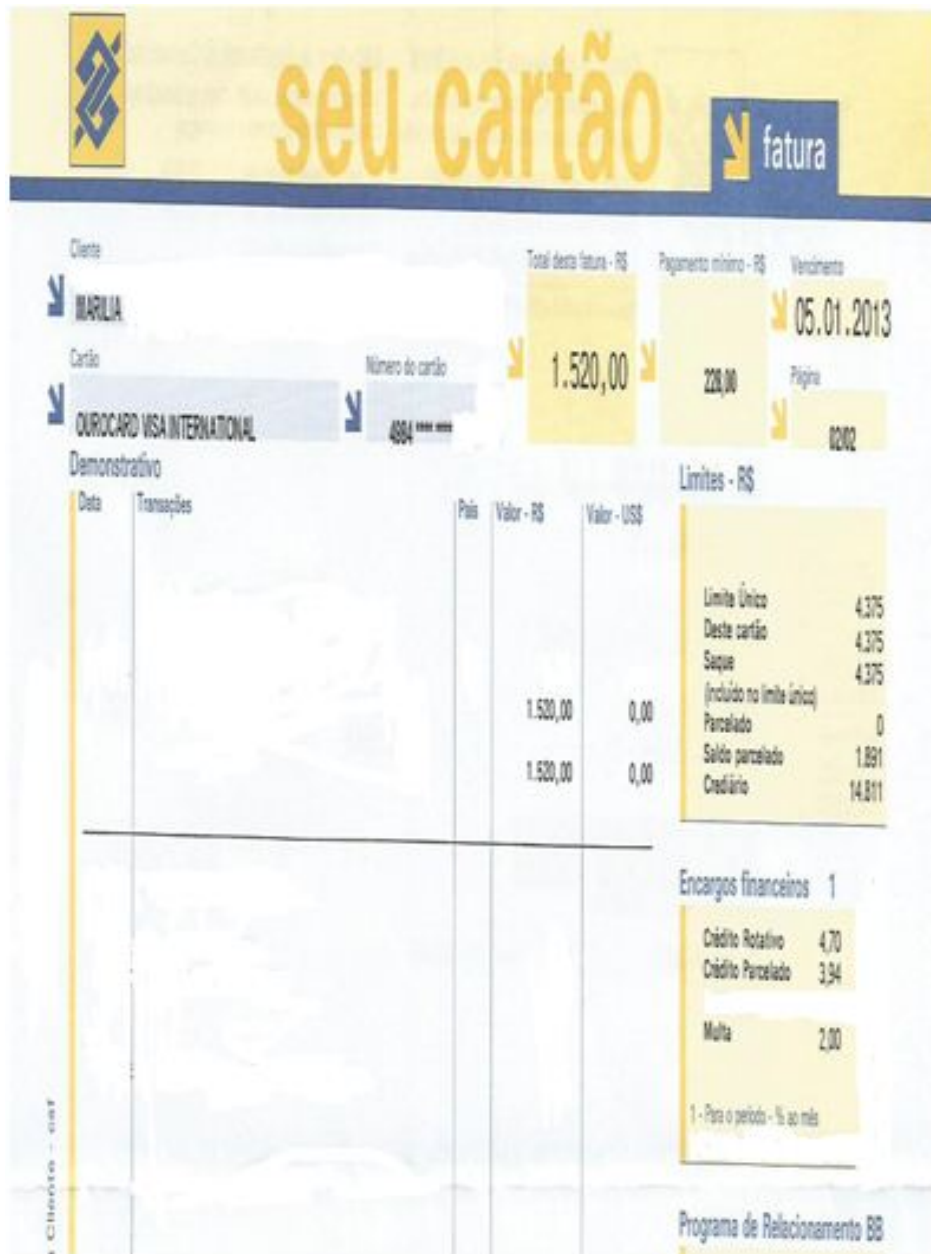 seu cartão
fatura
Cliente
MARILIA
Total desta fatura - R$
1.520,00
Pagamento mínimo - R$
228,00
Vencimento
05.01.2013
Cartão
OUROCARD VISA INTERNATIONAL
Número do cartão
4984 **** ****
Página
02/02
Demonstrativo
Data Transações País Valor - R$ Valor - US$
1.520,00 0,00
1.520,00 0,00
Limites - R$
Limite Único 4.375
Deste cartão 4.375
Saque 4.375
(incluído no limite único)
Parcelado 0
Saldo parcelado 1.891
Crediário 14.811
Encargos financeiros 1
Crédito Rotativo 4,70
Crédito Parcelado 3,94
Multa 2,00
1 - Para o período - % ao mês
Programa de Relacionamento BB
Cliente